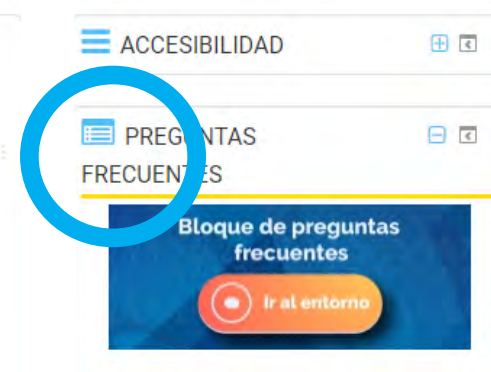 ACCESIBILIDAD
PREGUNTAS
FRECUENTES
Bloque de preguntas
frecuentes
Ir al entorno